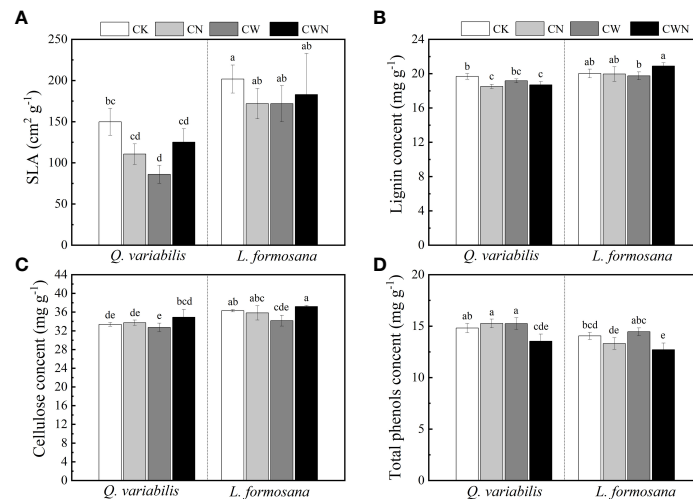 A
CK CN CW CWN
SLA (cm² g⁻¹)
250
200
150
100
50
0
bc
cd
d
cd
a
ab
ab
ab
Q. variabilis L. formosana
B
CK CN CW CWN
Lignin concent (mg g⁻¹)
24
20
16
12
8
4
0
b
c
bc
c
ab
ab
b
a
Q. variabilis L. formosana
C
Cellulose concent (mg g⁻¹)
44
40
36
32
28
24
20
16
12
8
4
0
de
de
e
bcd
ab
abc
cde
a
Q. variabilis L. formosana
D
Total phenols concent (mg g⁻¹)
20
15
10
5
0
ab
a
a
cde
bcd
de
abc
e
Q. variabilis L. formosana